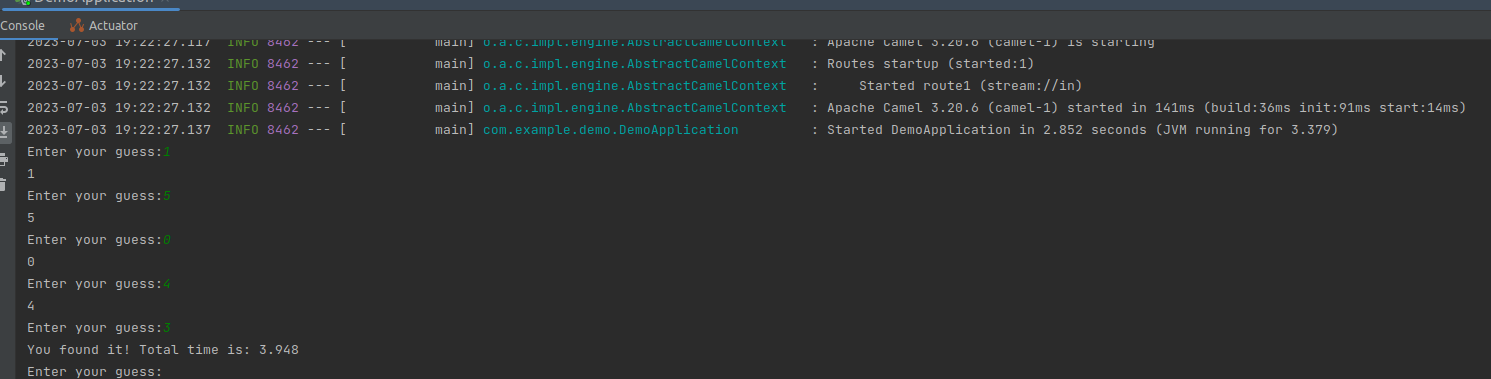 DemoApplication
Console Actuator
2023-07-03 19:22:27.117  INFO 8462 --- [           main] o.a.c.impl.engine.AbstractCamelContext   : Apache Camel 3.20.6 (camel-1) is starting
2023-07-03 19:22:27.132  INFO 8462 --- [           main] o.a.c.impl.engine.AbstractCamelContext   : Routes startup (started:1)
2023-07-03 19:22:27.132  INFO 8462 --- [           main] o.a.c.impl.engine.AbstractCamelContext   :     Started route1 (stream://in)
2023-07-03 19:22:27.132  INFO 8462 --- [           main] o.a.c.impl.engine.AbstractCamelContext   : Apache Camel 3.20.6 (camel-1) started in 141ms (build:36ms init:91ms start:14ms)
2023-07-03 19:22:27.137  INFO 8462 --- [           main] com.example.demo.DemoApplication         : Started DemoApplication in 2.852 seconds (JVM running for 3.379)
Enter your guess:1
1
Enter your guess:5
5
Enter your guess:0
0
Enter your guess:4
4
Enter your guess:3
You found it! Total time is: 3.948
Enter your guess: